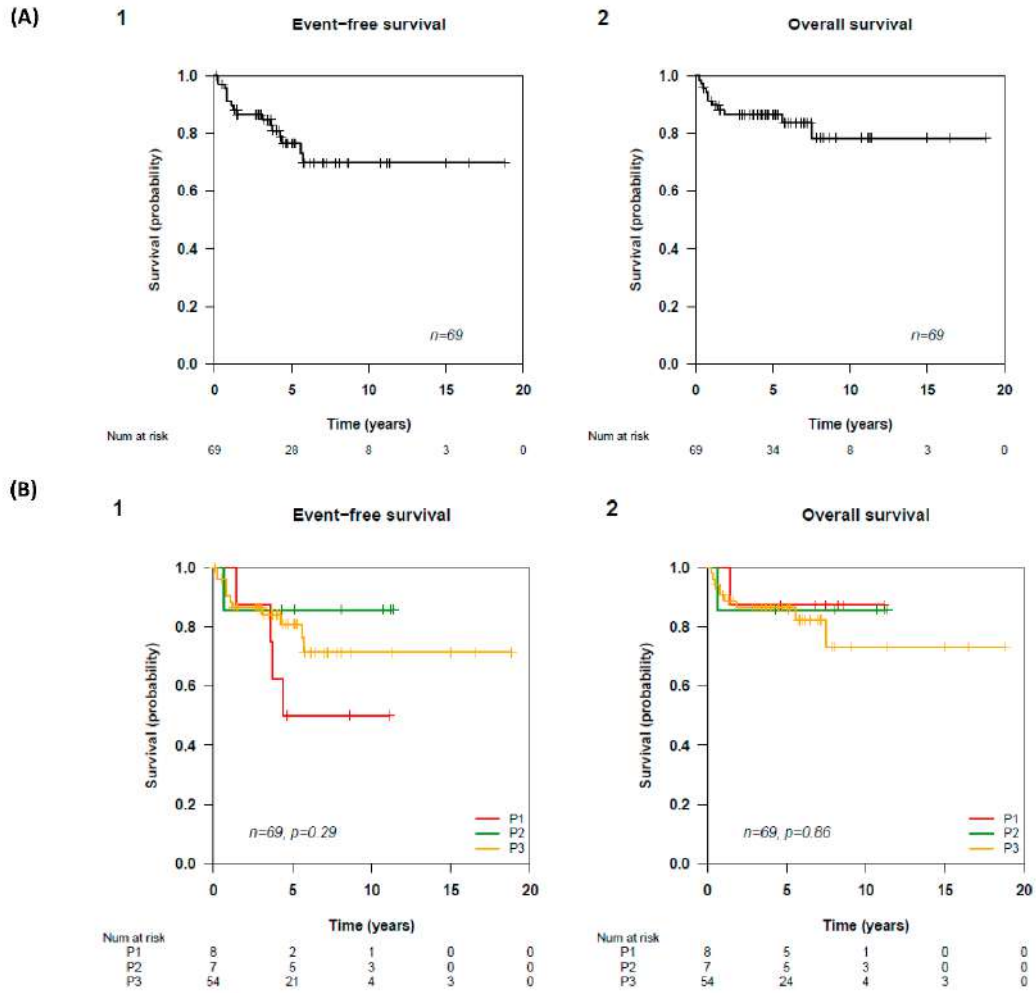 (A)
1
Event-free survival
1.0
0.8
0.6
0.4
0.2
0.0
Survival (probability)
n=69
0 5 10 15 20
Time (years)
Num at risk
69 28 8 3 0
2
Overall survival
1.0
0.8
0.6
0.4
0.2
0.0
Survival (probability)
n=69
0 5 10 15 20
Time (years)
Num at risk
69 34 8 3 0
(B)
1
Event-free survival
1.0
0.8
0.6
0.4
0.2
0.0
Survival (probability)
n=69, p=0.29
P1
P2
P3
0 5 10 15 20
Time (years)
Num at risk
P1 8 2 1 0 0
P2 7 5 3 0 0
P3 54 21 4 3 0
2
Overall survival
1.0
0.8
0.6
0.4
0.2
0.0
Survival (probability)
n=69, p=0.86
P1
P2
P3
0 5 10 15 20
Time (years)
Num at risk
P1 8 5 1 0 0
P2 7 5 3 0 0
P3 54 24 4 3 0